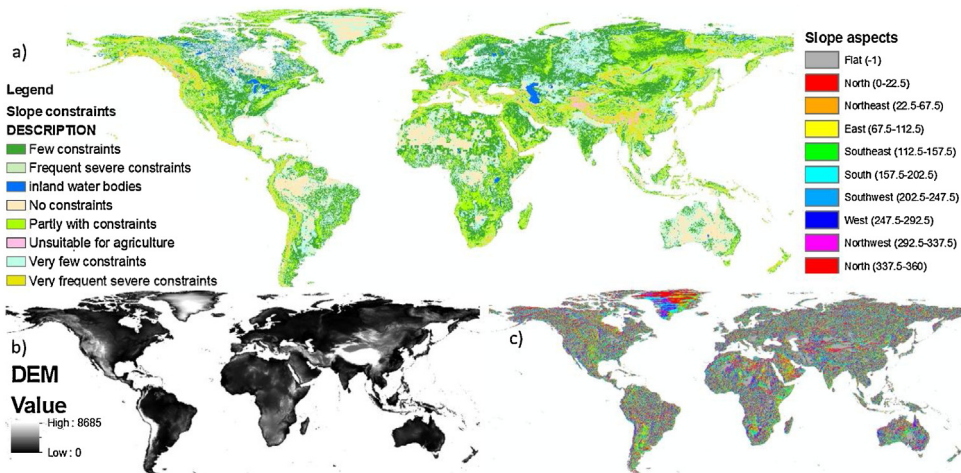 a)
Legend
Slope constraints
DESCRIPTION
Few constraints
Frequent severe constraints
inland water bodies
No constraints
Partly with constraints
Unsuitable for agriculture
Very few constraints
Very frequent severe constraints
Slope aspects
Flat (-1)
North (0-22.5)
Northeast (22.5-67.5)
East (67.5-112.5)
Southeast (112.5-157.5)
South (157.5-202.5)
Southwest (202.5-247.5)
West (247.5-292.5)
Northwest (292.5-337.5)
North (337.5-360)
b)
DEM
Value
High : 8685
Low : 0
c)